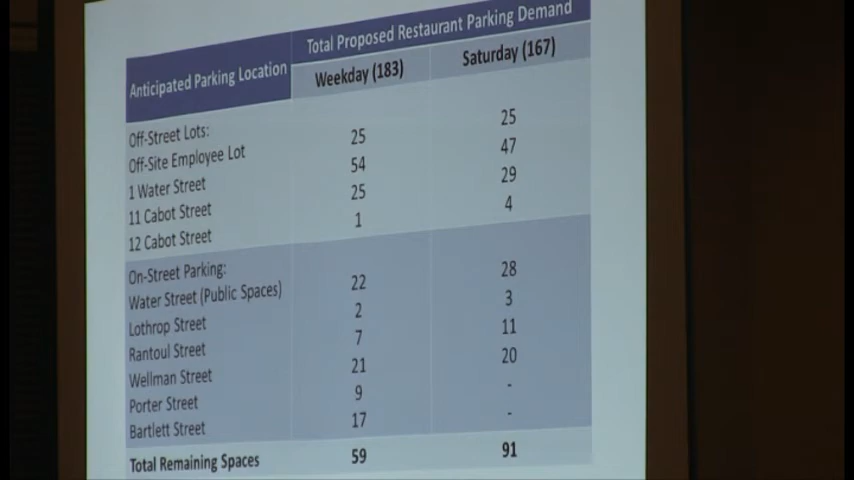 Total Proposed Restaurant Parking Demand
Anticipated Parking Location Weekday (183) Saturday (167)
Off-Street Lots:
Off-Site Employee Lot 25 25
1 Water Street 54 47
11 Cabot Street 25 29
12 Cabot Street 1 4
On-Street Parking:
Water Street (Public Spaces) 22 28
Lothrop Street 2 3
Rantoul Street 7 11
Wellman Street 21 20
Porter Street 9 -
Bartlett Street 17 -
Total Remaining Spaces 59 91